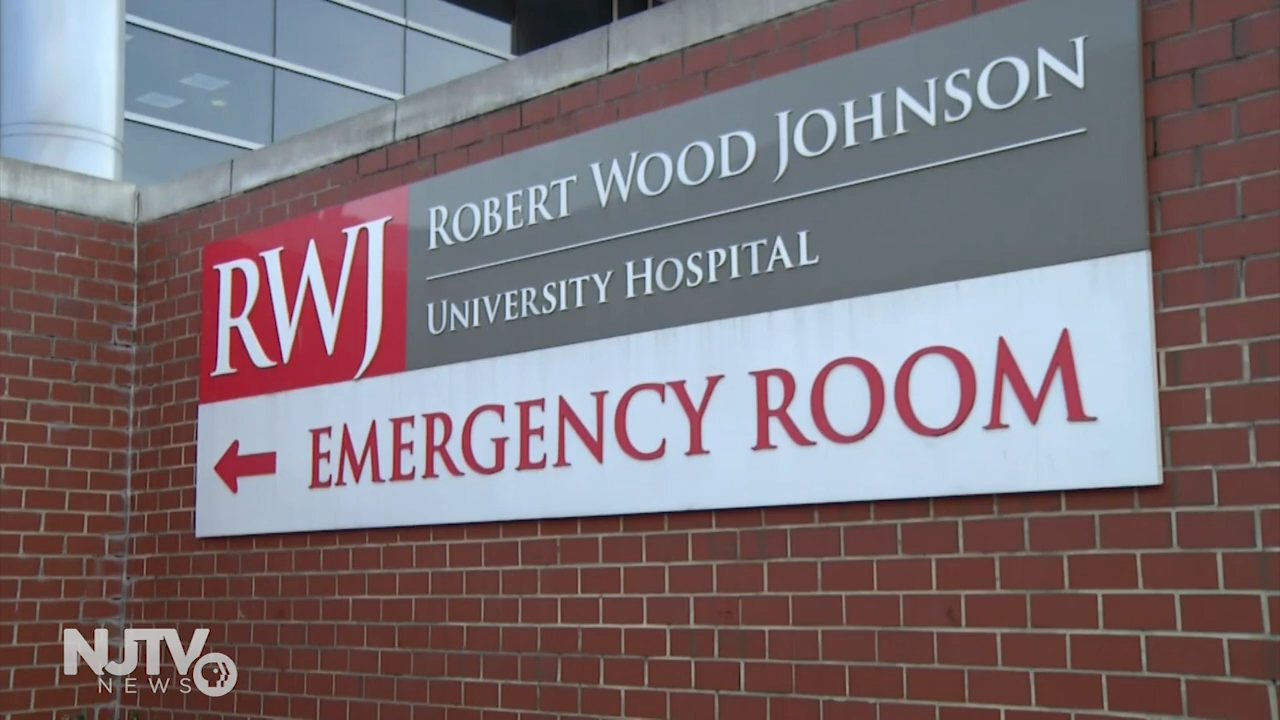 RWJ
ROBERT WOOD JOHNSON
UNIVERSITY HOSPITAL
EMERGENCY ROOM
NJTV
NEWS